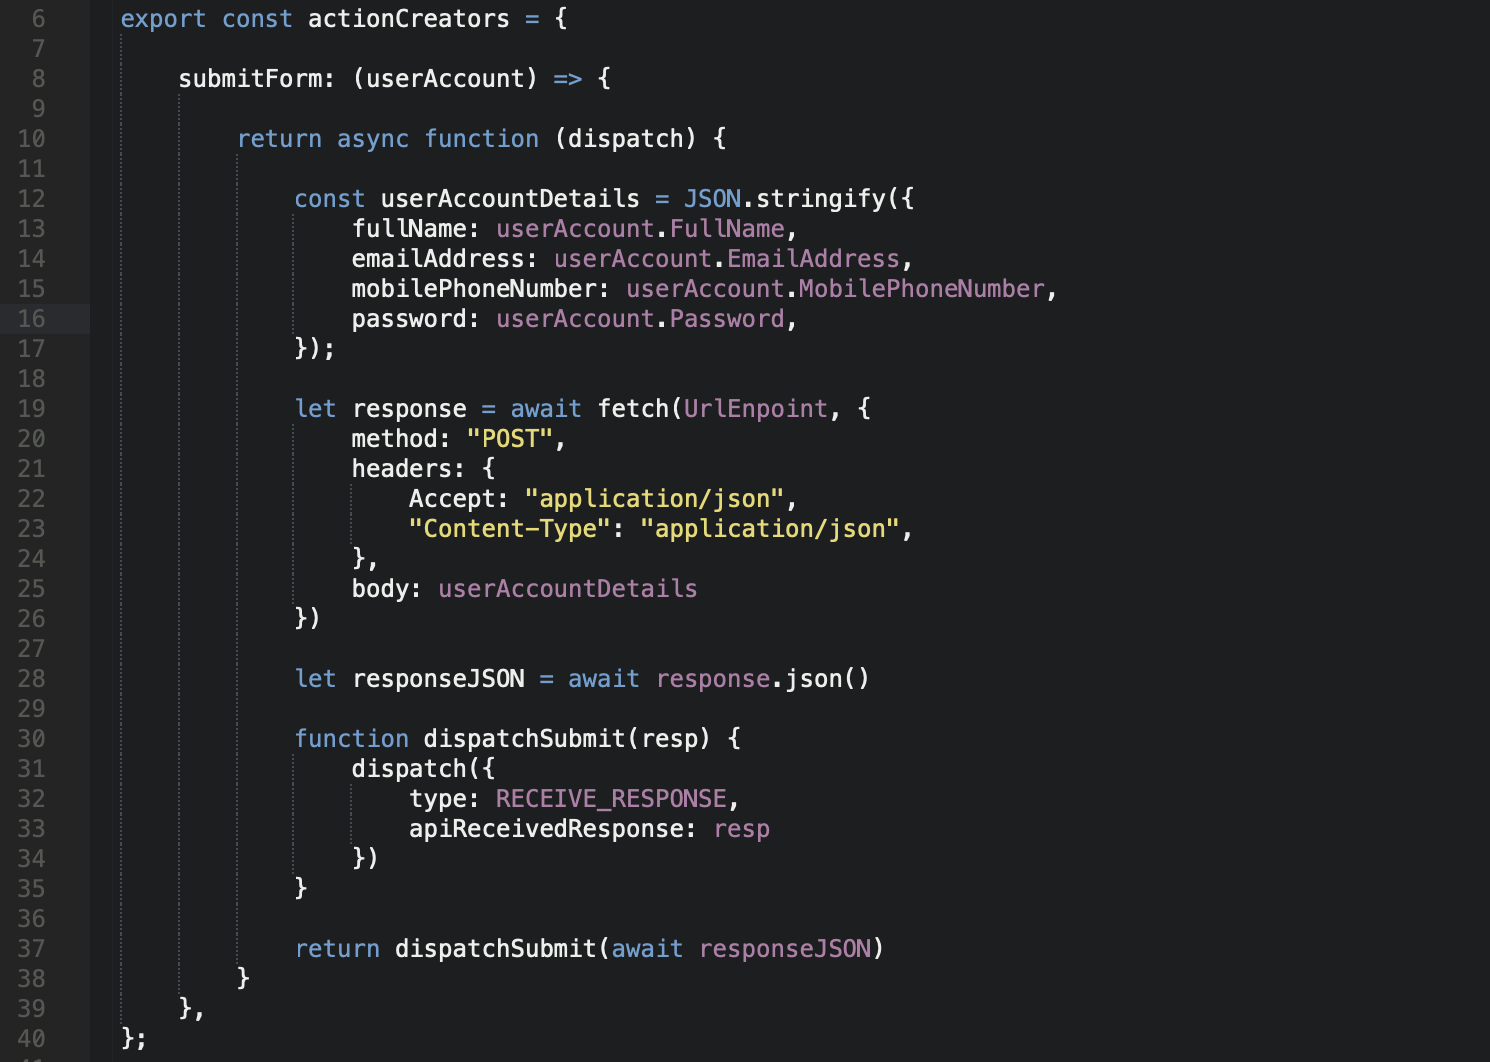 6 export const actionCreators = {
7
8 submitForm: (userAccount) => {
9
10 return async function (dispatch) {
11
12 const userAccountDetails = JSON.stringify({
13 fullName: userAccount.FullName,
14 emailAddress: userAccount.EmailAddress,
15 mobilePhoneNumber: userAccount.MobilePhoneNumber,
16 password: userAccount.Password,
17 });
18
19 let response = await fetch(UrlEnpoint, {
20 method: "POST",
21 headers: {
22 Accept: "application/json",
23 "Content-Type": "application/json",
24 },
25 body: userAccountDetails
26 })
27
28 let responseJSON = await response.json()
29
30 function dispatchSubmit(resp) {
31 dispatch({
32 type: RECEIVE_RESPONSE,
33 apiReceivedResponse: resp
34 })
35 }
36
37 return dispatchSubmit(await responseJSON)
38 }
39 },
40 };